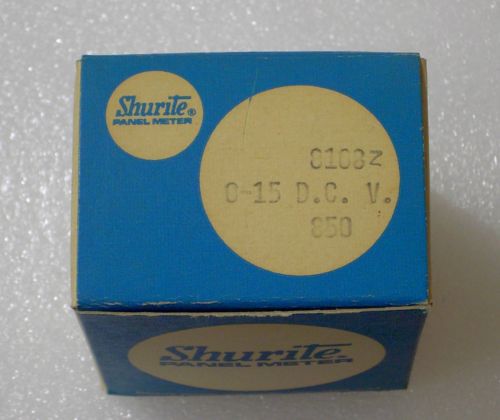 Shurite®
PANEL METER
8108Z
0-15 D.C. V.
850
Shurite
PANEL METER